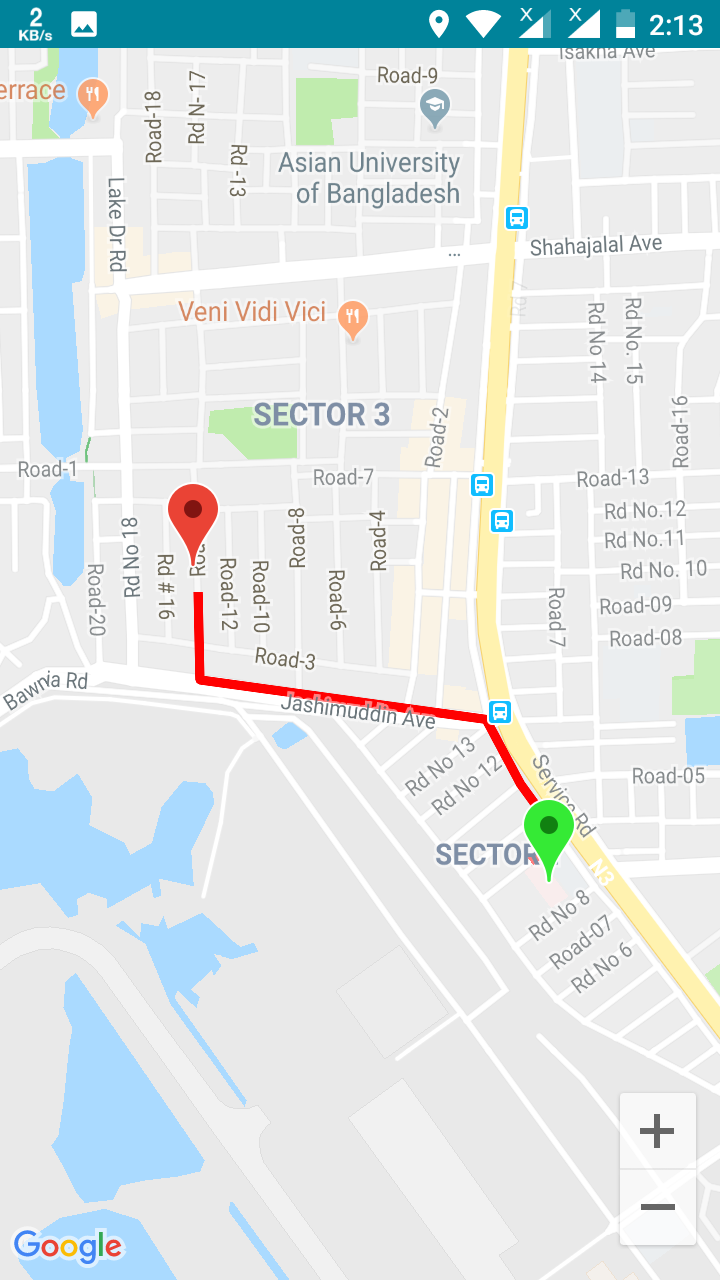 2
KB/s
X
X
2:13
Isakha Ave
errace
Road-9
Road-18
Rd N- 17
Rd -13
Asian University
of Bangladesh
Lake Dr Rd
Shahajalal Ave
...
Veni Vidi Vici
Rd No 14
Rd No. 15
Road-16
SECTOR 3
Road-2
Road-1
Road-7
Road-13
Rd No.12
Rd No.11
Rd No. 10
Road-8
Road-4
Rd No 18
Road-20
Rd # 16
Roa
Road-12
Road-10
Road-6
Road 7
Road-09
Road-08
Road-3
Bawnia Rd
Jashimuddin Ave
Rd No 13
Rd No 12
Service Rd
Road-05
SECTOR
N3
Rd No 8
Road-07
Rd No 6
+
−
Google